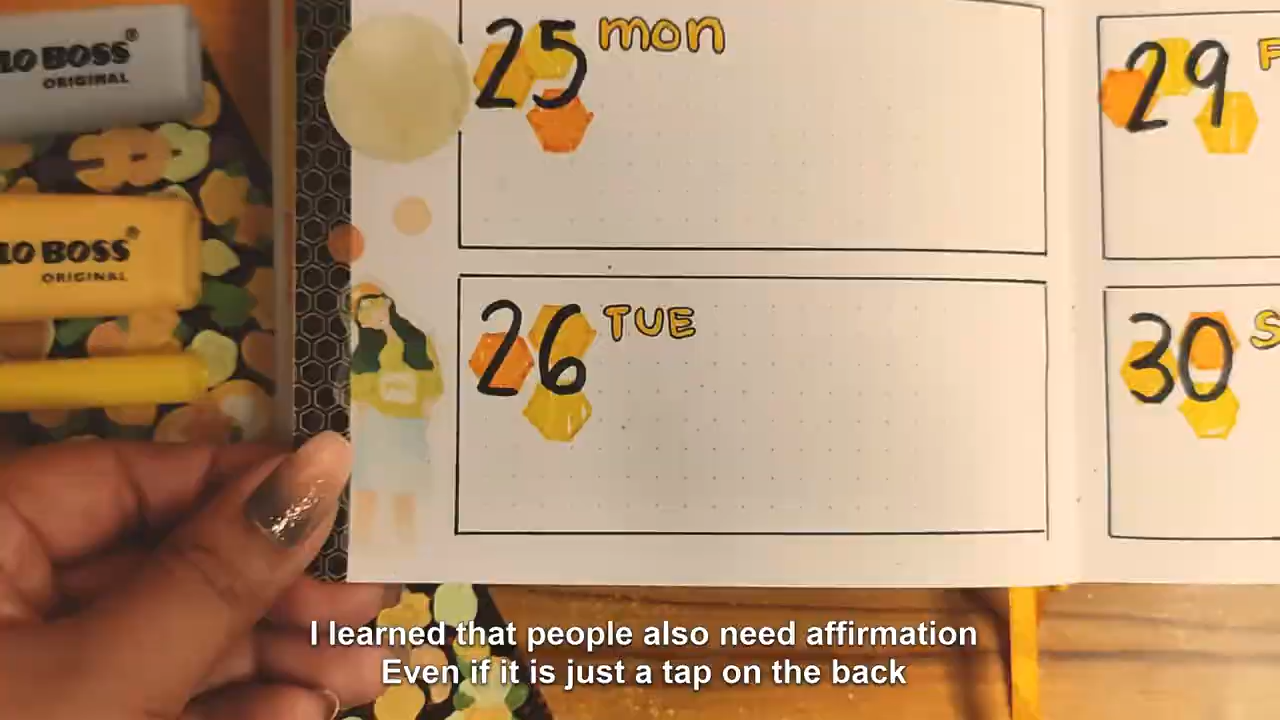 LO BOSS®
ORIGINAL
LO BOSS®
ORIGINAL
25 mon
26 TUE
29 F
30 S
I learned that people also need affirmation
Even if it is just a tap on the back